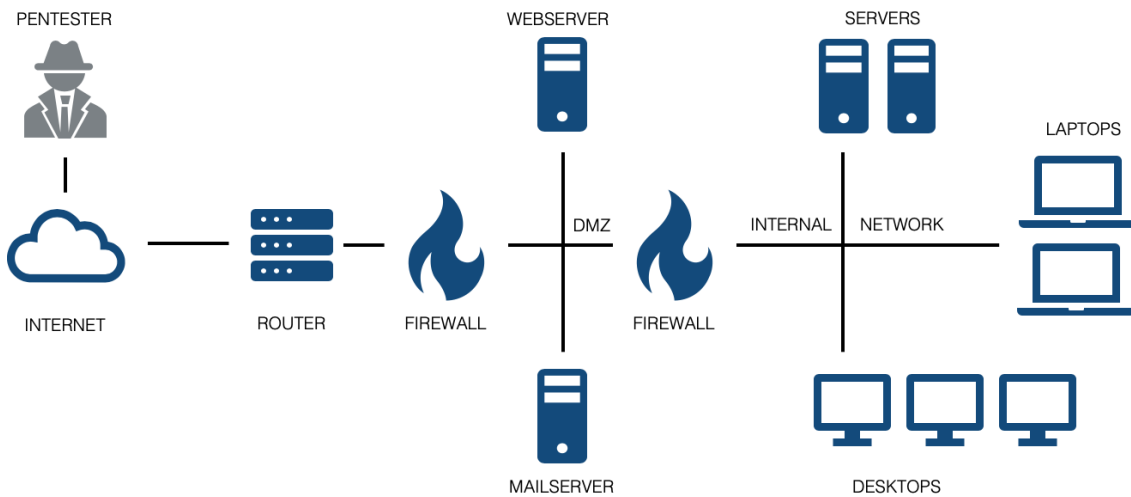 PENTESTER
WEBSERVER
SERVERS
LAPTOPS
DMZ
INTERNAL
NETWORK
INTERNET
ROUTER
FIREWALL
FIREWALL
MAILSERVER
DESKTOPS